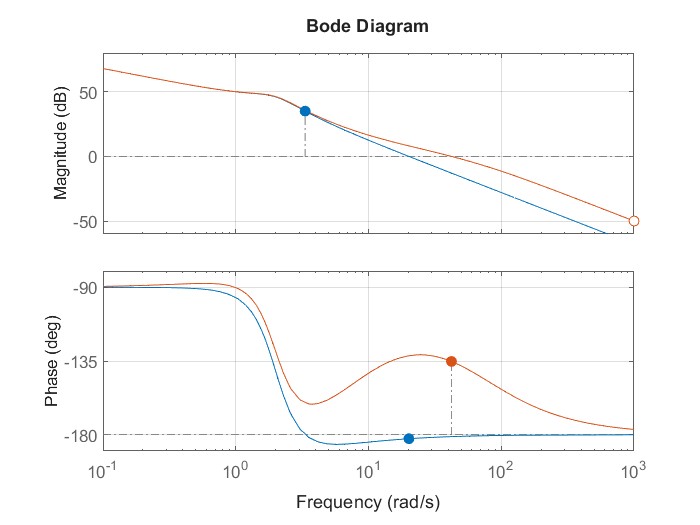 Bode Diagram
50
0
-50
Magnitude (dB)
-90
-135
-180
Phase (deg)
10^-1 10^0 10^1 10^2 10^3
Frequency (rad/s)